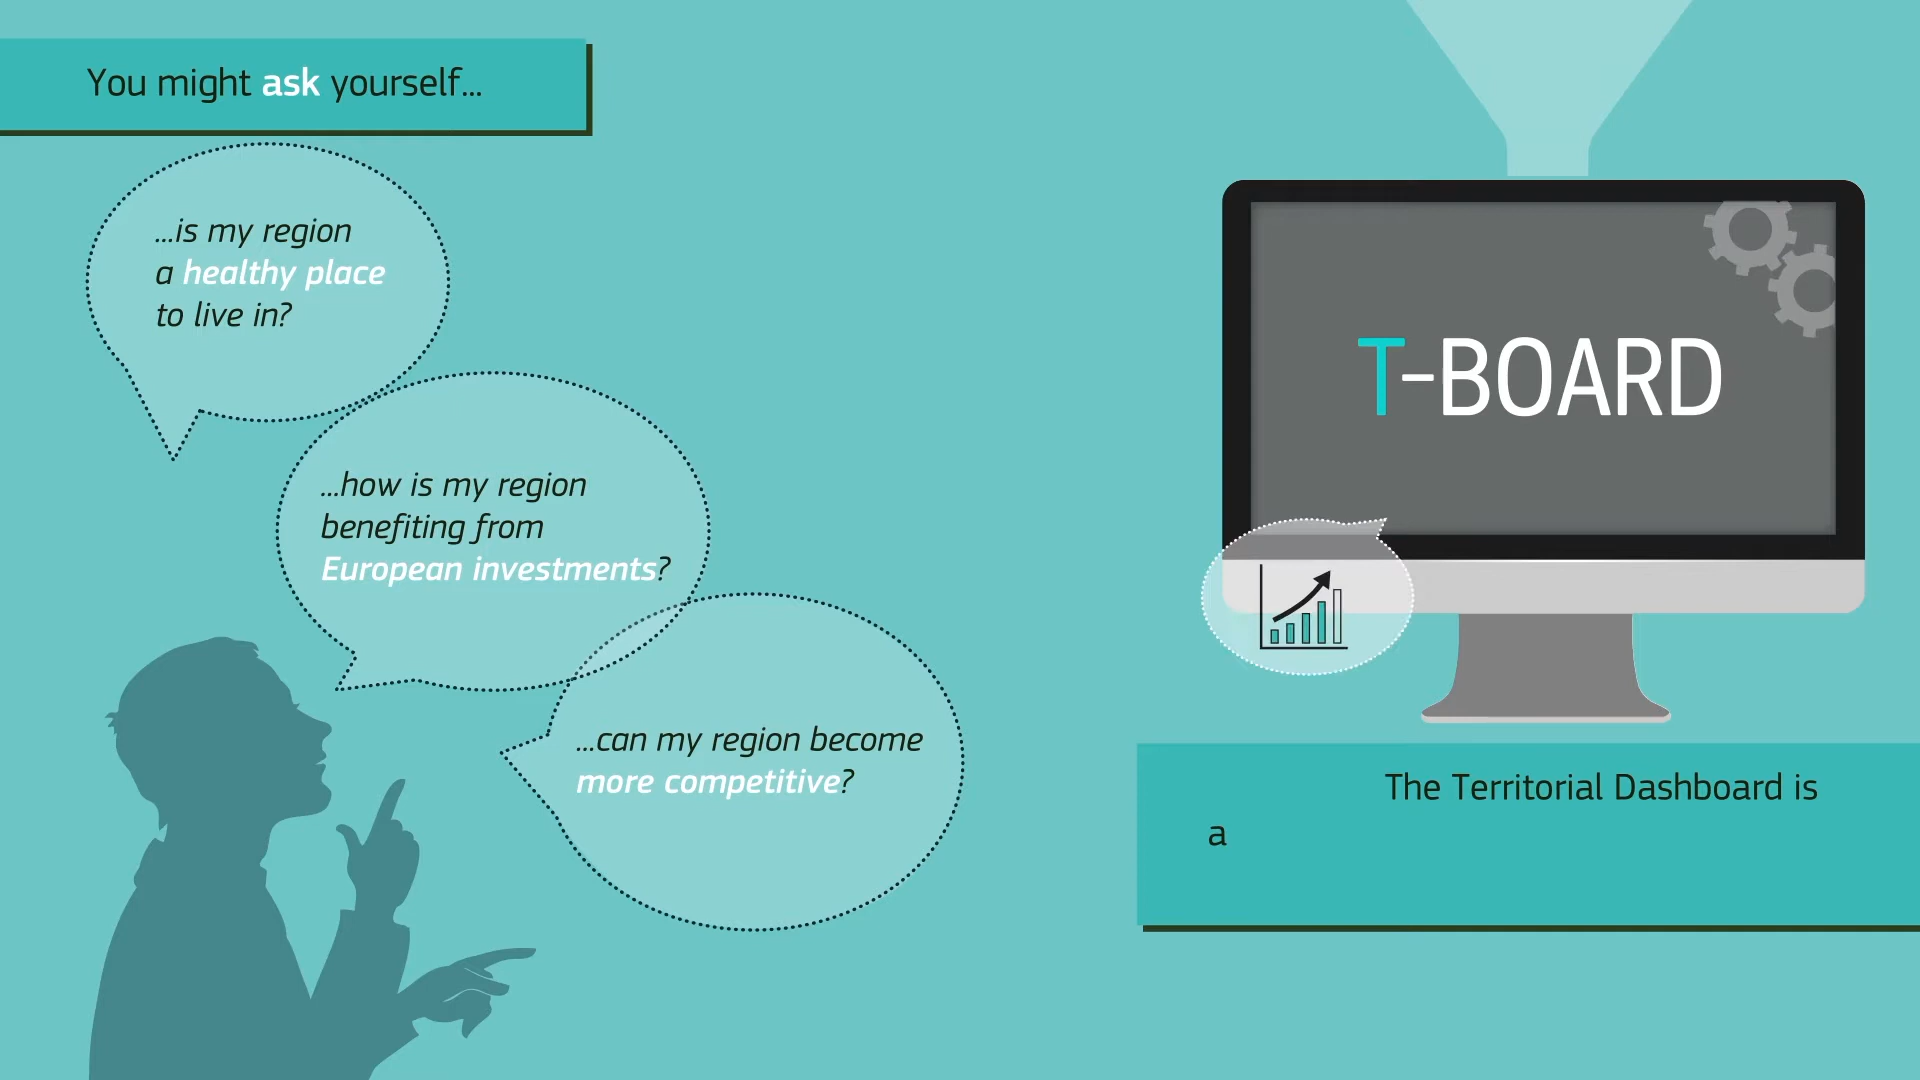 You might ask yourself...
...is my region
a healthy place
to live in?
...how is my region
benefiting from
European investments?
...can my region become
more competitive?
T-BOARD
The Territorial Dashboard is
a